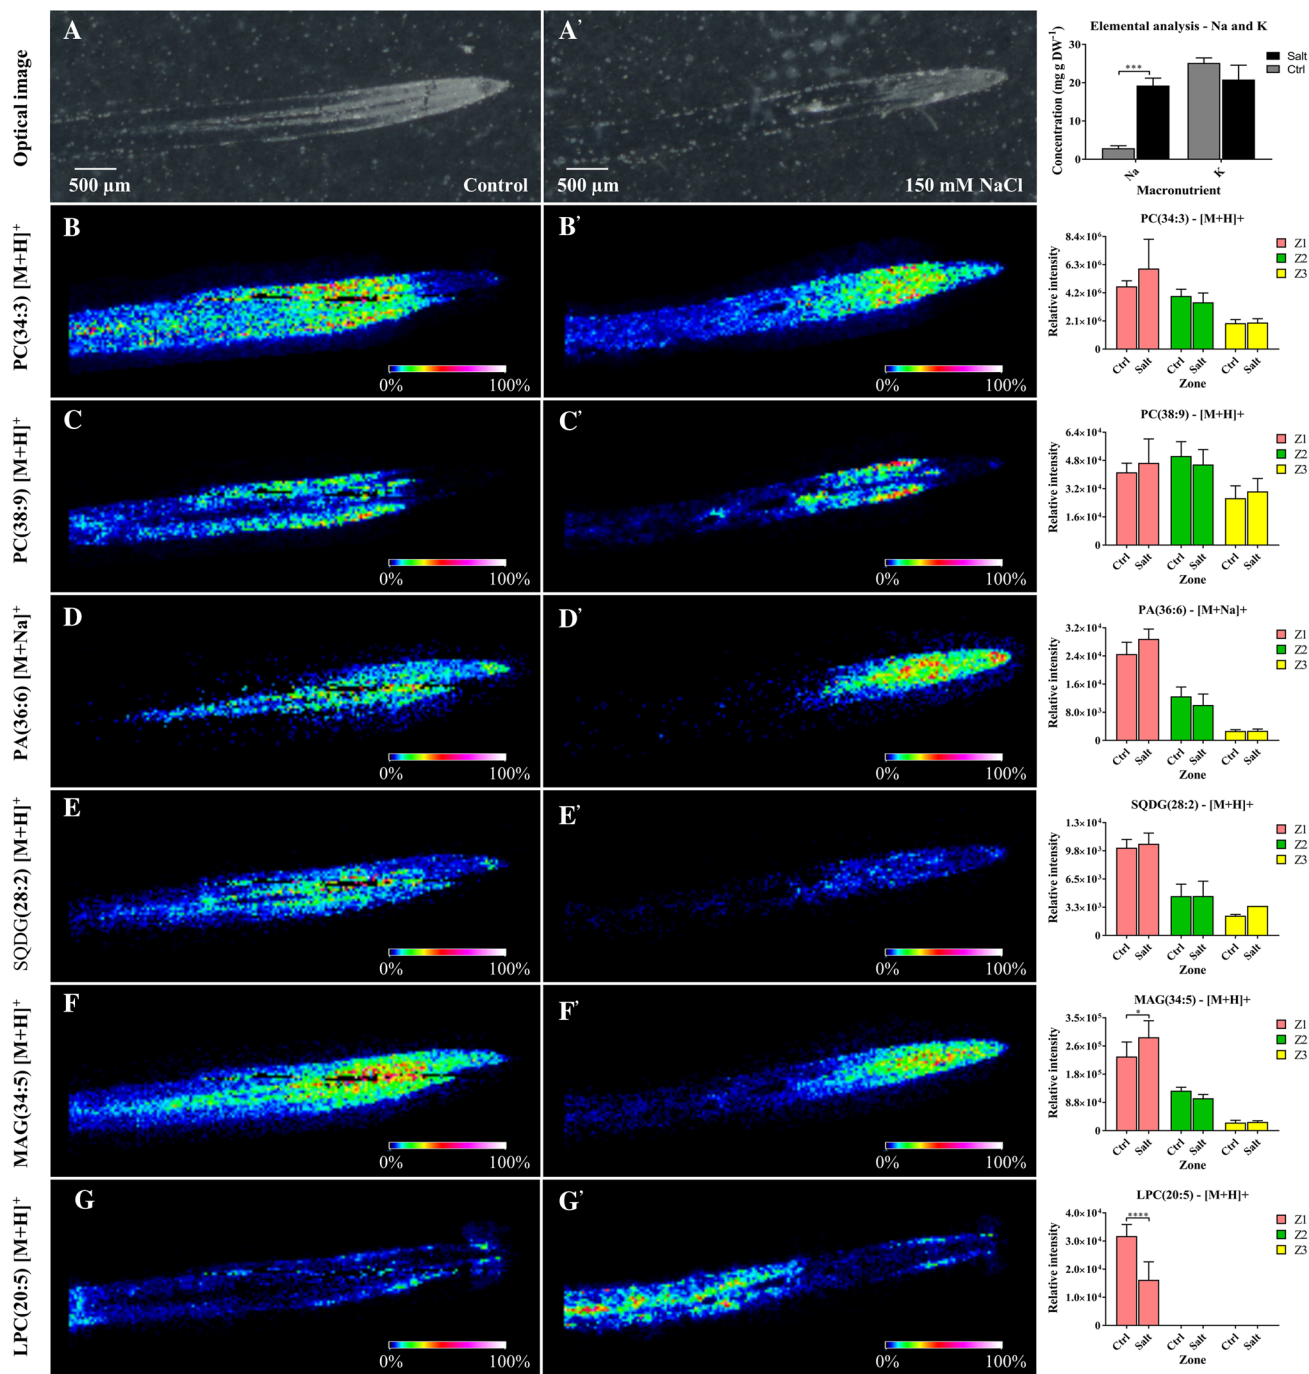 Optical image
A
500 µm
Control
A’
500 µm
150 mM NaCl
Elemental analysis - Na and K
Concentration (mg g DW⁻¹)
30
20
10
0
***
Salt
Ctrl
Na
K
Macronutrient
PC(34:3) [M+H]⁺
B
0%
100%
B’
0%
100%
PC(34:3) - [M+H]+
Relative intensity
8.4×10⁶
6.3×10⁶
4.2×10⁶
2.1×10⁶
0
Z1
Z2
Z3
Ctrl
Salt
Ctrl
Salt
Ctrl
Salt
Zone
PC(38:9) [M+H]⁺
C
0%
100%
C’
0%
100%
PC(38:9) - [M+H]+
Relative intensity
6.4×10⁴
4.8×10⁴
3.2×10⁴
1.6×10⁴
0
Z1
Z2
Z3
Ctrl
Salt
Ctrl
Salt
Ctrl
Salt
Zone
PA(36:6) [M+Na]⁺
D
0%
100%
D’
0%
100%
PA(36:6) - [M+Na]+
Relative intensity
3.2×10⁴
2.4×10⁴
1.6×10⁴
8.0×10³
0
Z1
Z2
Z3
Ctrl
Salt
Ctrl
Salt
Ctrl
Salt
Zone
SQDG(28:2) [M+H]⁺
E
0%
100%
E’
0%
100%
SQDG(28:2) - [M+H]+
Relative intensity
1.3×10⁴
9.8×10³
6.5×10³
3.3×10³
0
Z1
Z2
Z3
Ctrl
Salt
Ctrl
Salt
Ctrl
Salt
Zone
MAG(34:5) [M+H]⁺
F
0%
100%
F’
0%
100%
MAG(34:5) - [M+H]+
Relative intensity
3.5×10⁵
2.6×10⁵
1.8×10⁵
8.8×10⁴
0
*
Z1
Z2
Z3
Ctrl
Salt
Ctrl
Salt
Ctrl
Salt
Zone
LPC(20:5) [M+H]⁺
G
0%
100%
G’
0%
100%
LPC(20:5) - [M+H]+
Relative intensity
4.0×10⁴
3.0×10⁴
2.0×10⁴
1.0×10⁴
0
****
Z1
Z2
Z3
Ctrl
Salt
Ctrl
Salt
Ctrl
Salt
Zone